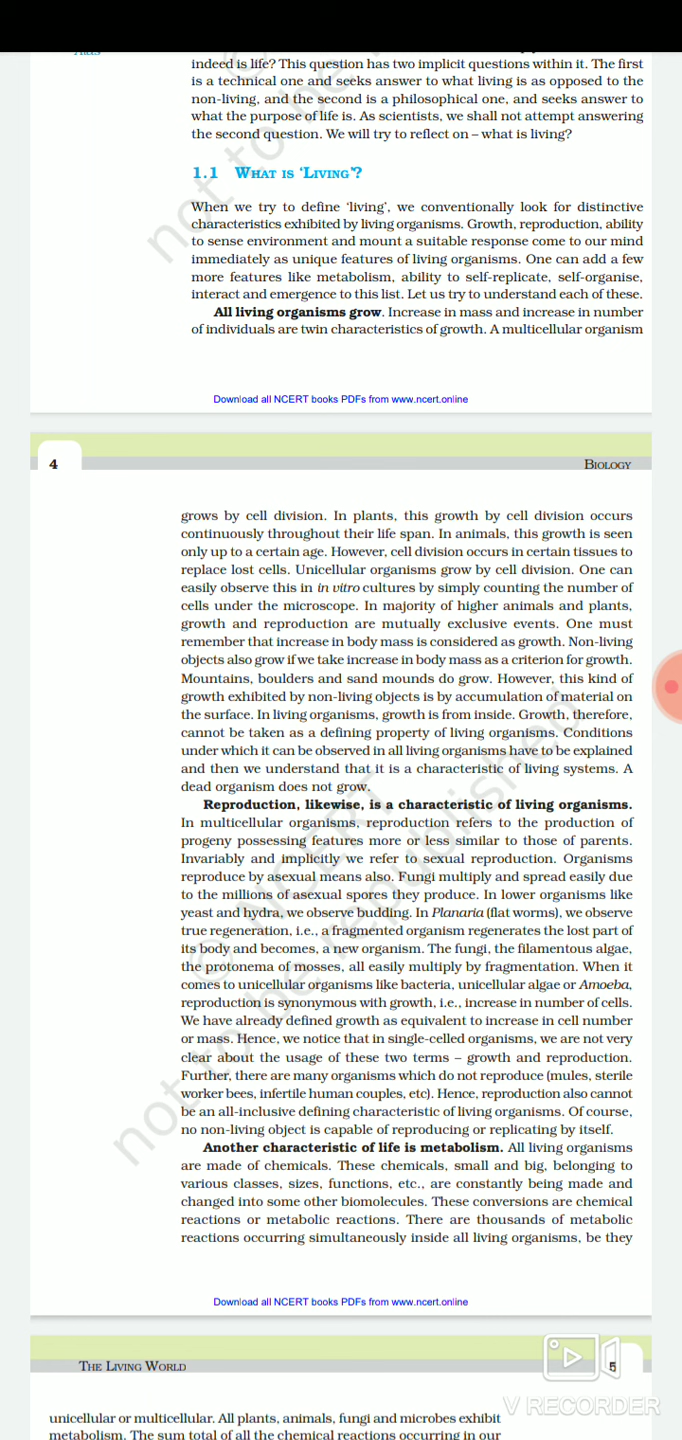 indeed is life? This question has two implicit questions within it. The first
is a technical one and seeks answer to what living is as opposed to the
non-living, and the second is a philosophical one, and seeks answer to
what the purpose of life is. As scientists, we shall not attempt answering
the second question. We will try to reflect on – what is living?
1.1 WHAT IS ‘LIVING’?
When we try to define ‘living’, we conventionally look for distinctive
characteristics exhibited by living organisms. Growth, reproduction, ability
to sense environment and mount a suitable response come to our mind
immediately as unique features of living organisms. One can add a few
more features like metabolism, ability to self-replicate, self-organise,
interact and emergence to this list. Let us try to understand each of these.
All living organisms grow. Increase in mass and increase in number
of individuals are twin characteristics of growth. A multicellular organism
Download all NCERT books PDFs from www.ncert.online
4 BIOLOGY
grows by cell division. In plants, this growth by cell division occurs
continuously throughout their life span. In animals, this growth is seen
only up to a certain age. However, cell division occurs in certain tissues to
replace lost cells. Unicellular organisms grow by cell division. One can
easily observe this in in vitro cultures by simply counting the number of
cells under the microscope. In majority of higher animals and plants,
growth and reproduction are mutually exclusive events. One must
remember that increase in body mass is considered as growth. Non-living
objects also grow if we take increase in body mass as a criterion for growth.
Mountains, boulders and sand mounds do grow. However, this kind of
growth exhibited by non-living objects is by accumulation of material on
the surface. In living organisms, growth is from inside. Growth, therefore,
cannot be taken as a defining property of living organisms. Conditions
under which it can be observed in all living organisms have to be explained
and then we understand that it is a characteristic of living systems. A
dead organism does not grow.
Reproduction, likewise, is a characteristic of living organisms.
In multicellular organisms, reproduction refers to the production of
progeny possessing features more or less similar to those of parents.
Invariably and implicitly we refer to sexual reproduction. Organisms
reproduce by asexual means also. Fungi multiply and spread easily due
to the millions of asexual spores they produce. In lower organisms like
yeast and hydra, we observe budding. In Planaria (flat worms), we observe
true regeneration, i.e., a fragmented organism regenerates the lost part of
its body and becomes, a new organism. The fungi, the filamentous algae,
the protonema of mosses, all easily multiply by fragmentation. When it
comes to unicellular organisms like bacteria, unicellular algae or Amoeba,
reproduction is synonymous with growth, i.e., increase in number of cells.
We have already defined growth as equivalent to increase in cell number
or mass. Hence, we notice that in single-celled organisms, we are not very
clear about the usage of these two terms – growth and reproduction.
Further, there are many organisms which do not reproduce (mules, sterile
worker bees, infertile human couples, etc). Hence, reproduction also cannot
be an all-inclusive defining characteristic of living organisms. Of course,
no non-living object is capable of reproducing or replicating by itself.
Another characteristic of life is metabolism. All living organisms
are made of chemicals. These chemicals, small and big, belonging to
various classes, sizes, functions, etc., are constantly being made and
changed into some other biomolecules. These conversions are chemical
reactions or metabolic reactions. There are thousands of metabolic
reactions occurring simultaneously inside all living organisms, be they
© NCERT
not to be republished
Download all NCERT books PDFs from www.ncert.online
THE LIVING WORLD 5
V RECORDER
unicellular or multicellular. All plants, animals, fungi and microbes exhibit
metabolism. The sum total of all the chemical reactions occurring in our